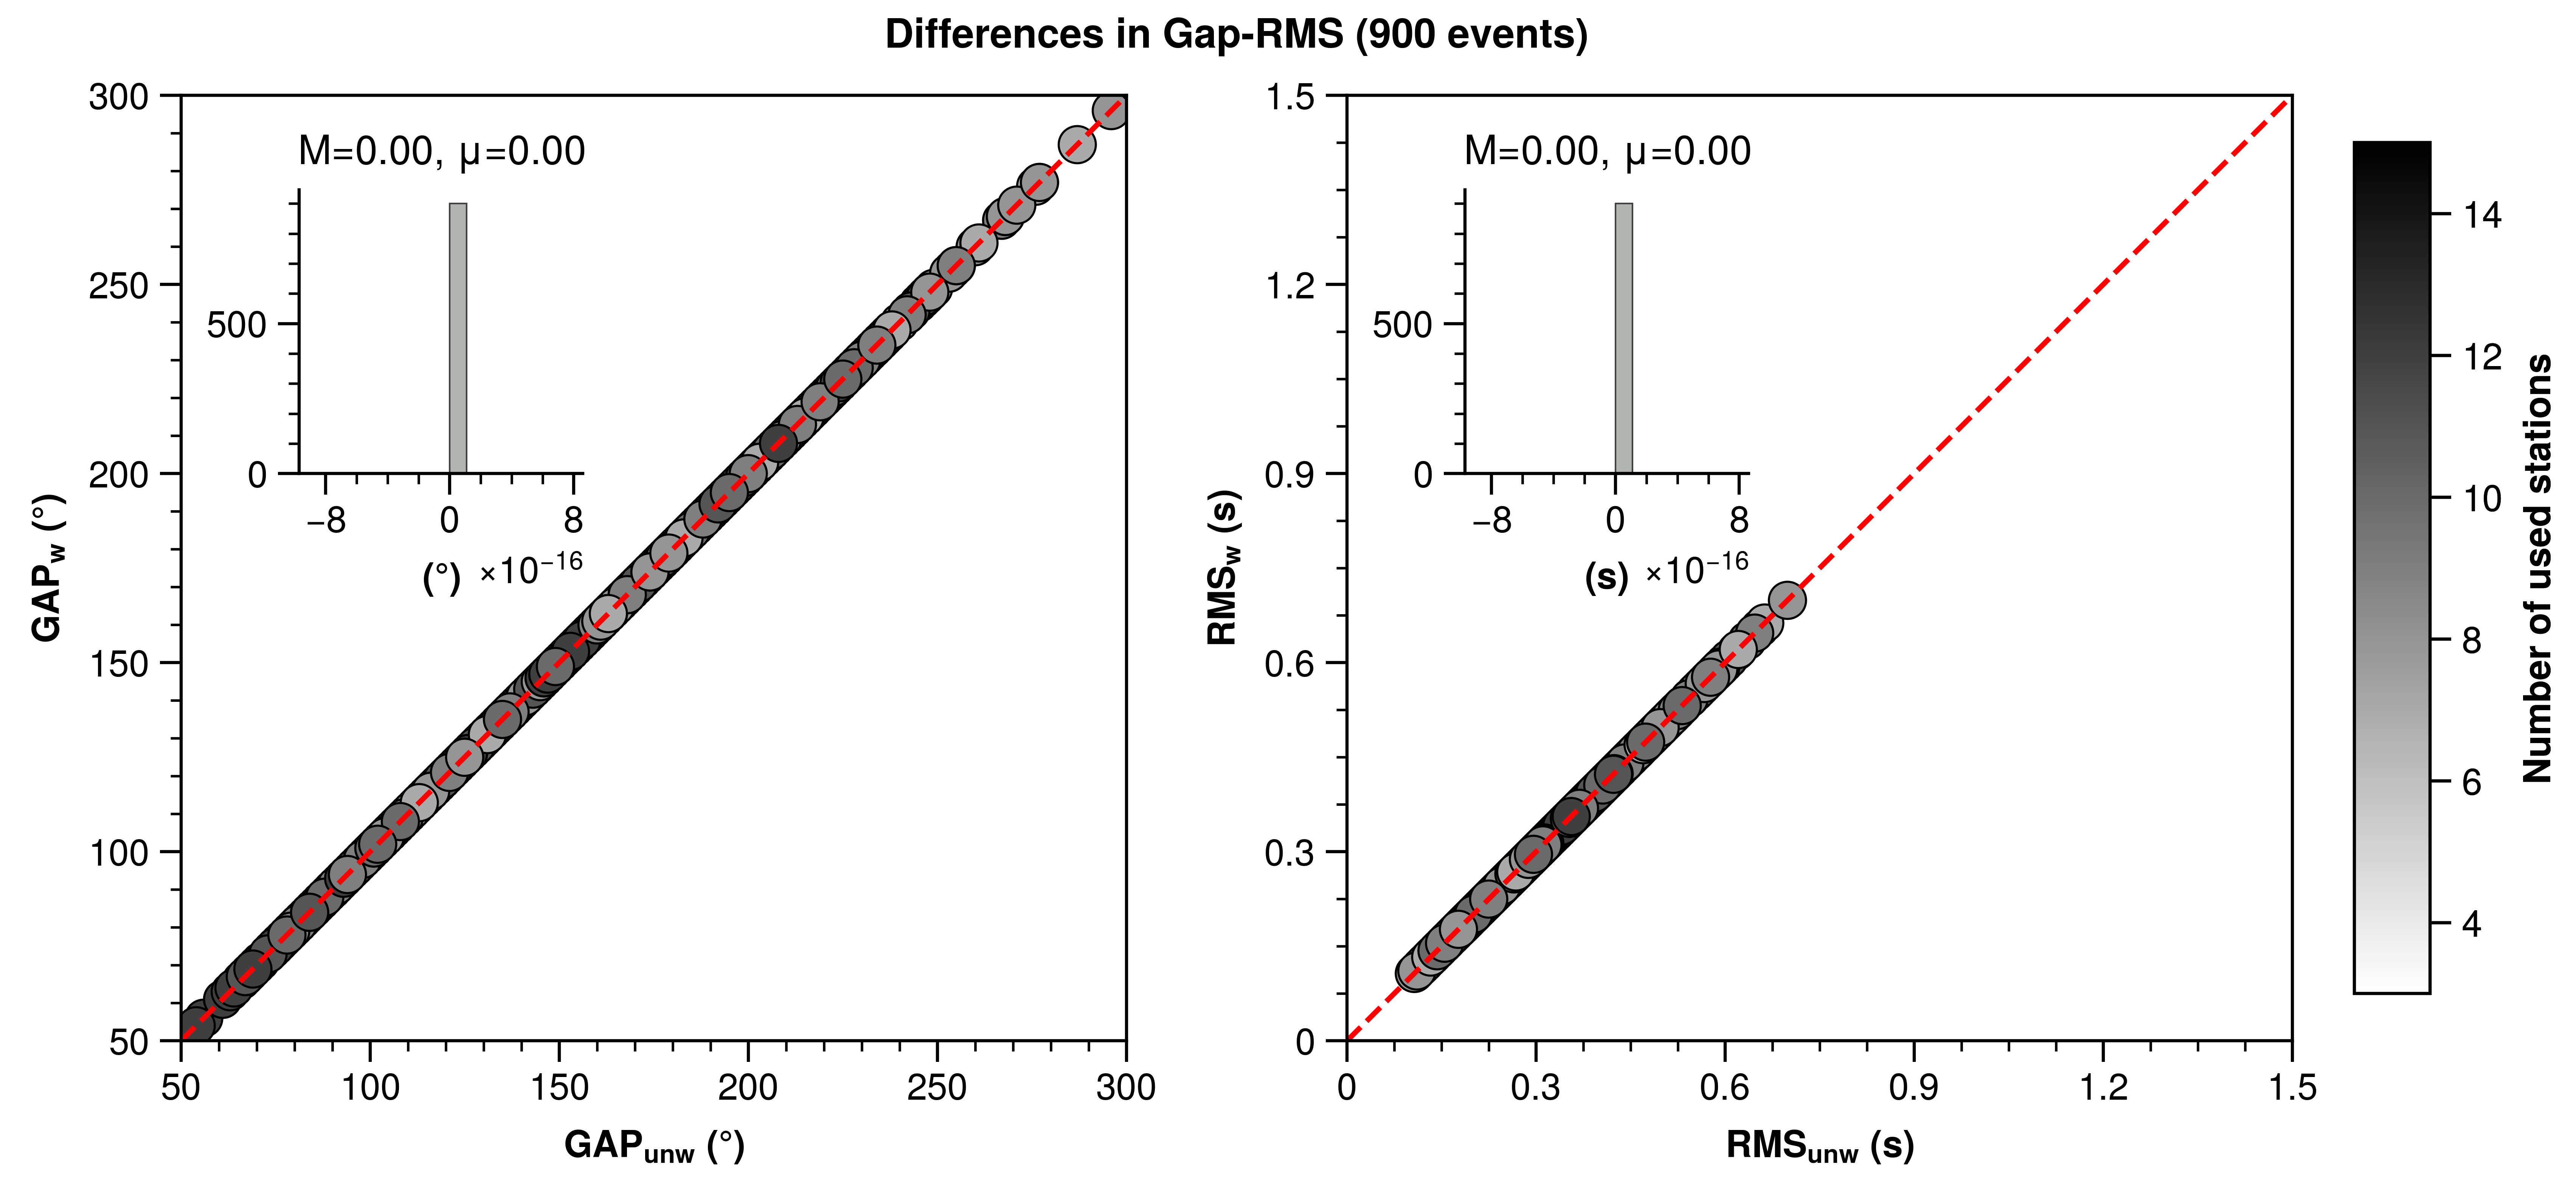 Differences in Gap-RMS (900 events)
300
250
200
150
100
50
GAPw (°)
50 100 150 200 250 300
GAPunw (°)
M=0.00, μ=0.00
500
0
−8 0 8
(°) ×10⁻¹⁶
1.5
1.2
0.9
0.6
0.3
0
RMSw (s)
0 0.3 0.6 0.9 1.2 1.5
RMSunw (s)
M=0.00, μ=0.00
500
0
−8 0 8
(s) ×10⁻¹⁶
14
12
10
8
6
4
Number of used stations